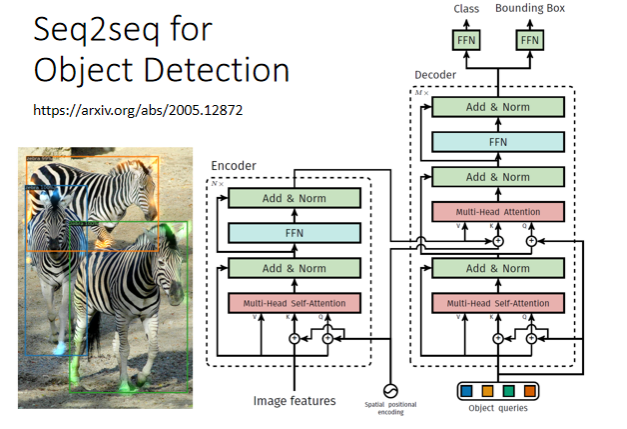 Seq2seq for
Object Detection
https://arxiv.org/abs/2005.12872
Encoder
N×
Add & Norm
FFN
Add & Norm
Multi-Head Self-Attention
V
K
Q
Image features
Spatial positional
encoding
Class
Bounding Box
FFN
FFN
Decoder
M×
Add & Norm
FFN
Add & Norm
Multi-Head Attention
V
K
Q
Add & Norm
Multi-Head Self-Attention
V
K
Q
Object queries